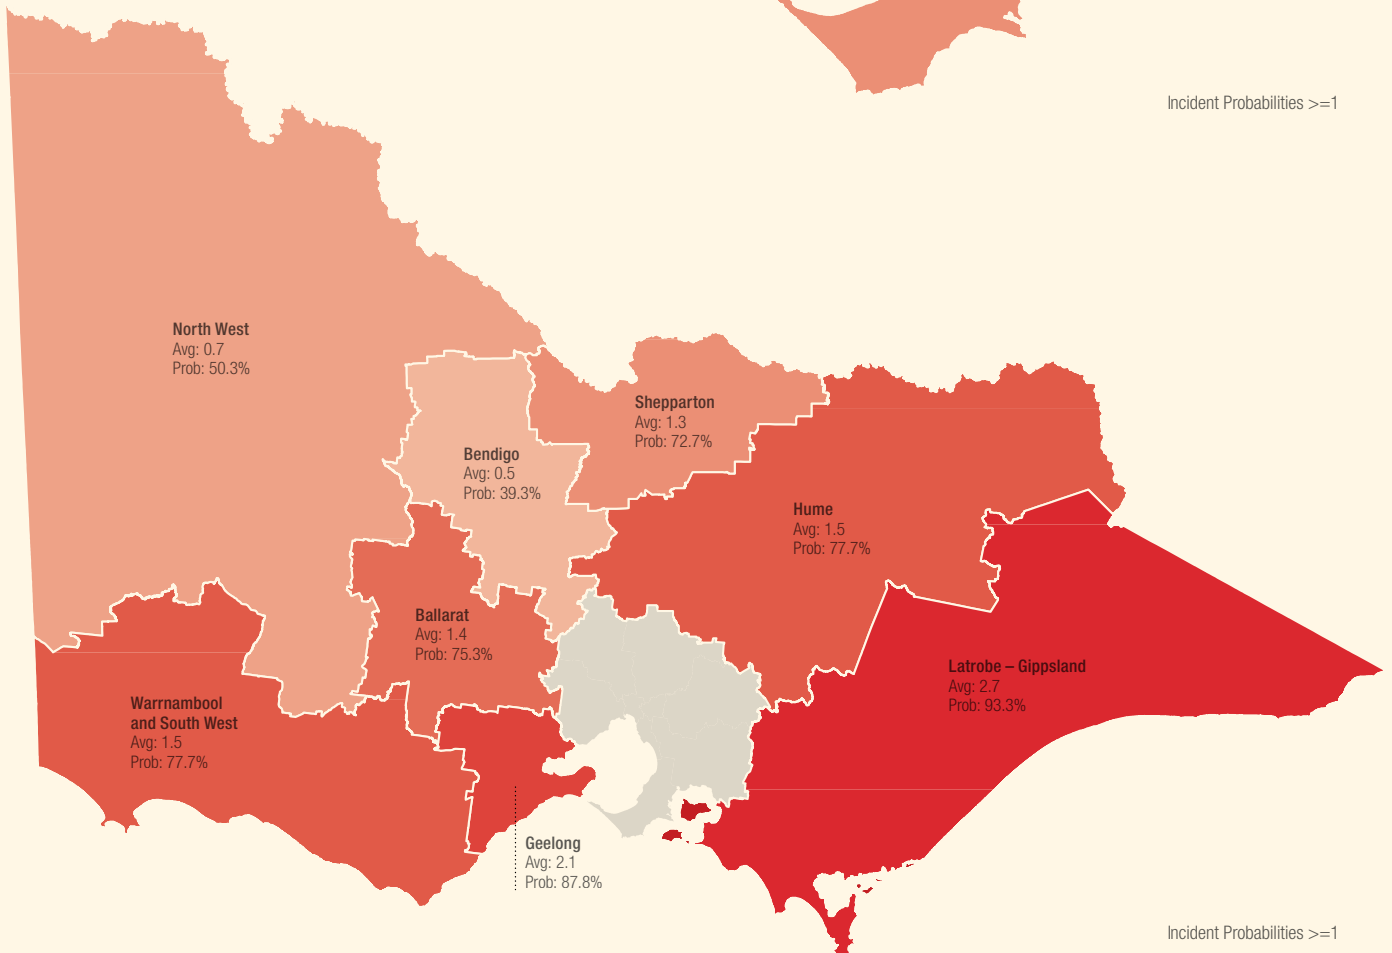 Incident Probabilities >=1
North West
Avg: 0.7
Prob: 50.3%
Shepparton
Avg: 1.3
Prob: 72.7%
Bendigo
Avg: 0.5
Prob: 39.3%
Hume
Avg: 1.5
Prob: 77.7%
Ballarat
Avg: 1.4
Prob: 75.3%
Latrobe – Gippsland
Avg: 2.7
Prob: 93.3%
Warrnambool
and South West
Avg: 1.5
Prob: 77.7%
Geelong
Avg: 2.1
Prob: 87.8%
Incident Probabilities >=1